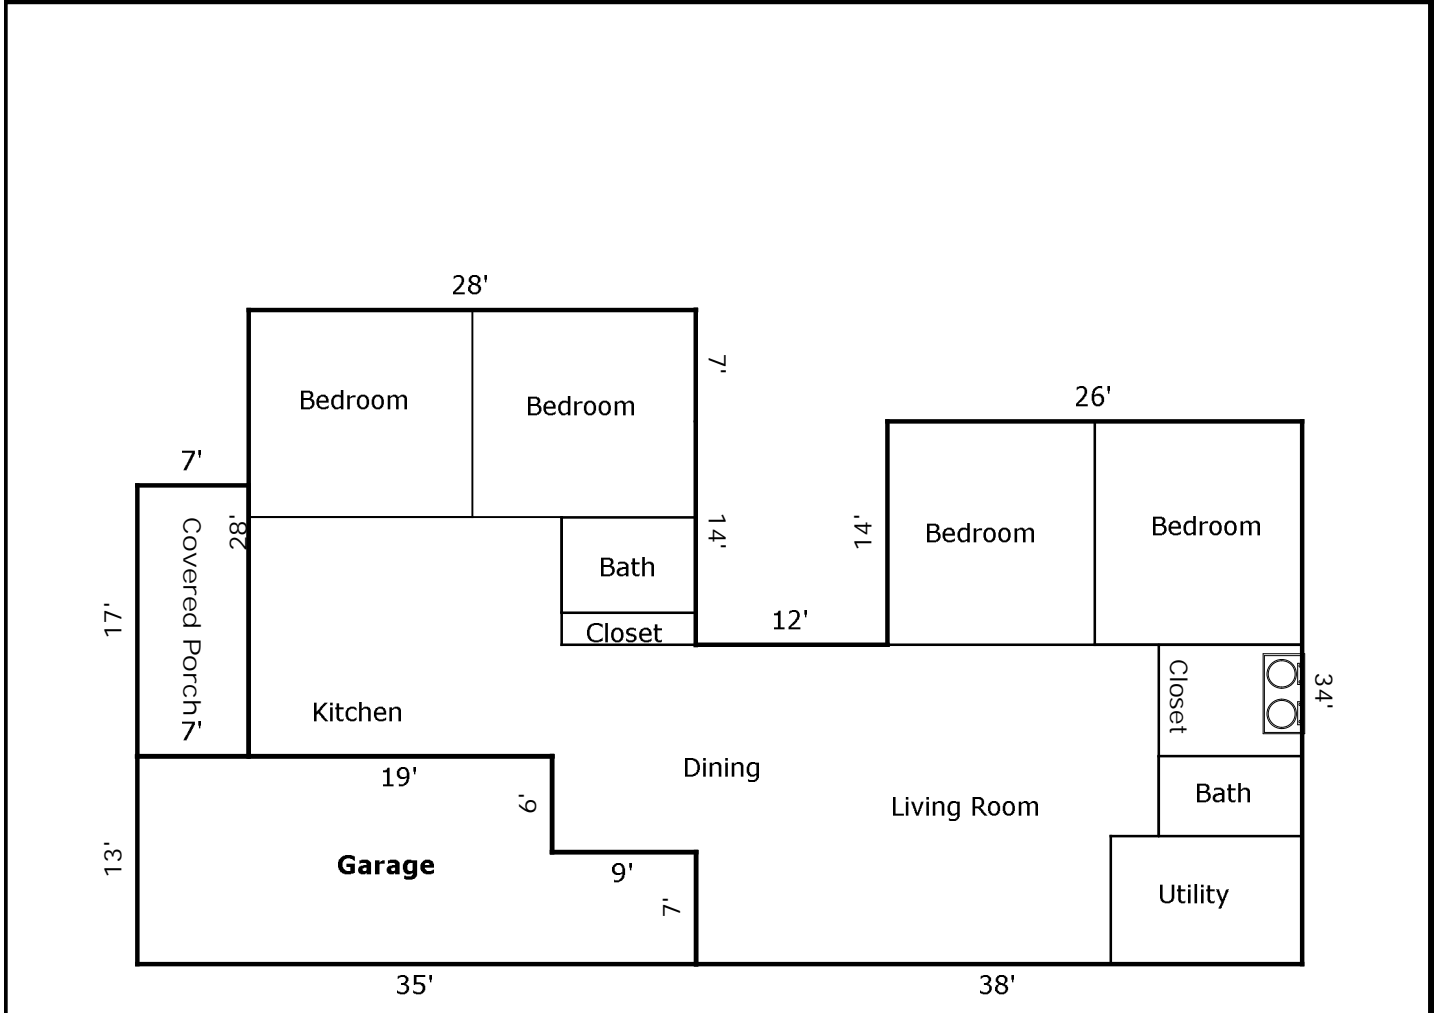 28'
Bedroom
Bedroom
7'
26'
7'
Covered Porch
28'
14'
14'
Bedroom
Bedroom
Bath
17'
12'
Closet
Closet
34'
7'
Kitchen
19'
6'
Dining
Living Room
Bath
13'
Garage
9'
7'
Utility
35'
38'